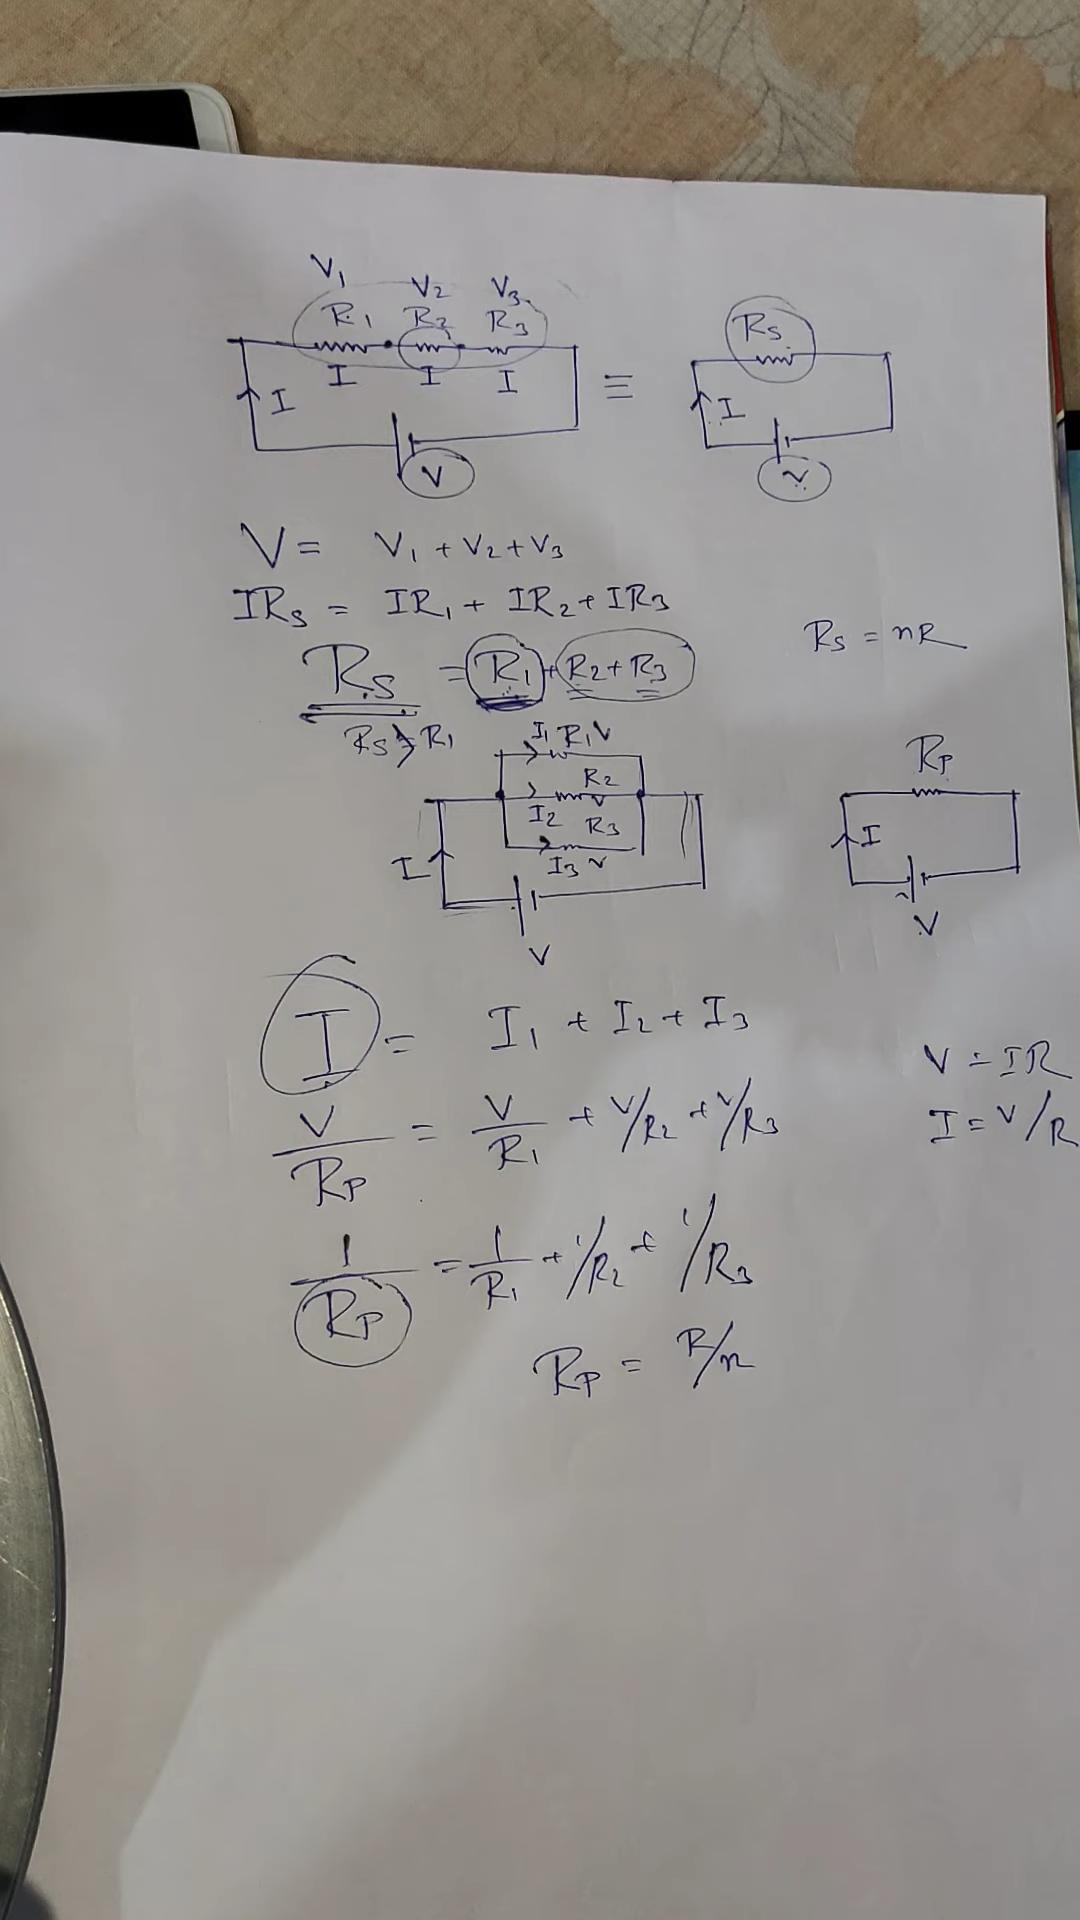 V₁ V₂ V₃
R₁ R₂ R₃ Rs
I I I ≡
I I
V V
V = V₁ + V₂ + V₃
IRs = IR₁ + IR₂ + IR₃
Rs = nR
Rs = R₁ + R₂ + R₃
Rs > R₁
I₁ R₁ V
R₂ V
I₂
R₃
I₃ V
I
V
Rp
I
V
I = I₁ + I₂ + I₃
V = IR
V/Rp = V/R₁ + V/R₂ + V/R₃
I = V/R
1/Rp = 1/R₁ + 1/R₂ + 1/R₃
Rp = R/n